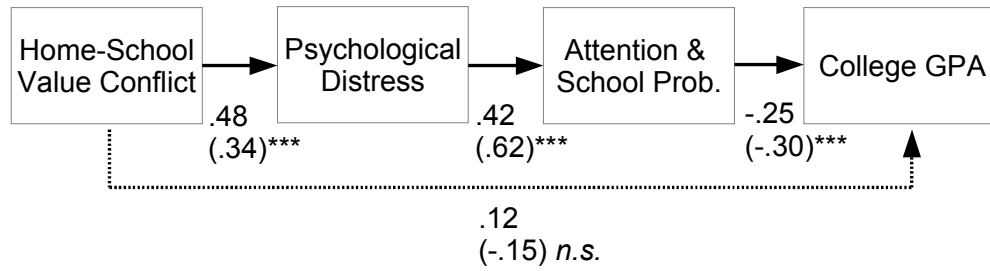 Home-School
Value Conflict
Psychological
Distress
Attention &
School Prob.
College GPA
.48
(.34)***
.42
(.62)***
-.25
(-.30)***
.12
(-.15) n.s.